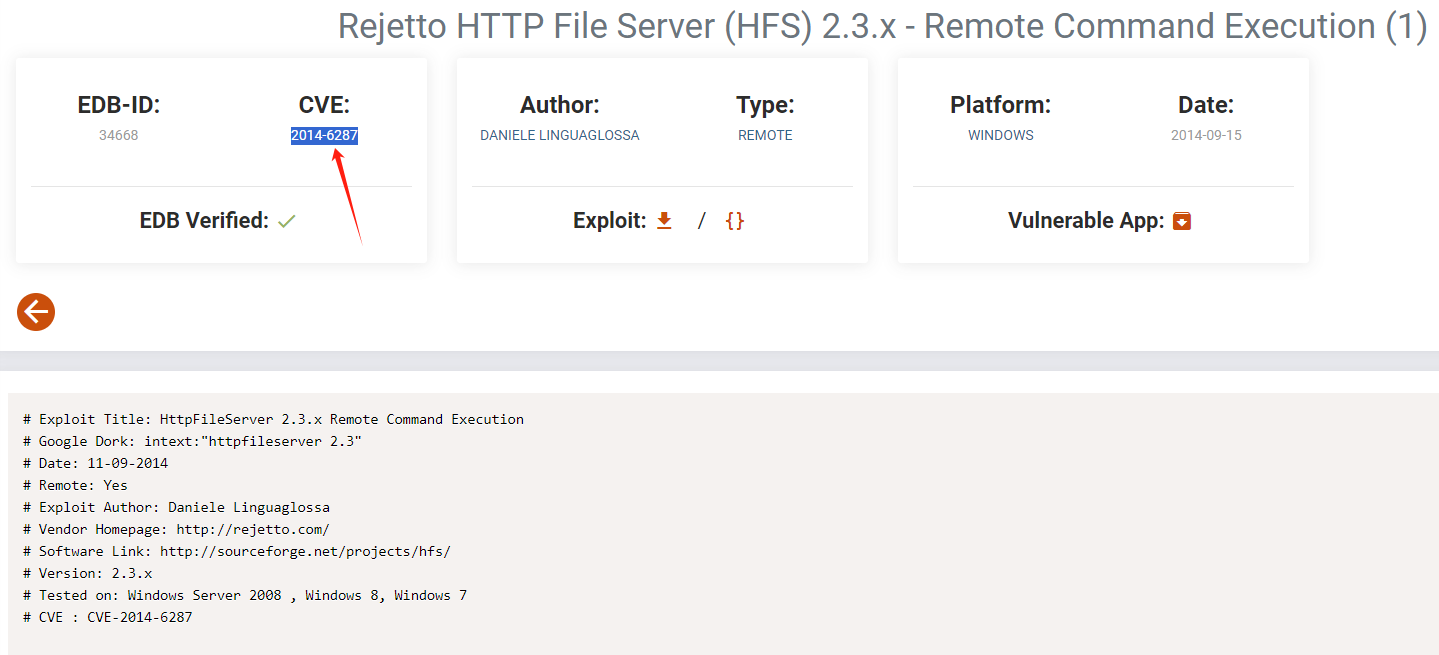 Rejetto HTTP File Server (HFS) 2.3.x - Remote Command Execution (1)
EDB-ID:
34668
CVE:
2014-6287
EDB Verified:
Author:
DANIELE LINGUAGLOSSA
Type:
REMOTE
Exploit: / {}
Platform:
WINDOWS
Date:
2014-09-15
Vulnerable App:
# Exploit Title: HttpFileServer 2.3.x Remote Command Execution
# Google Dork: intext:"httpfileserver 2.3"
# Date: 11-09-2014
# Remote: Yes
# Exploit Author: Daniele Linguaglossa
# Vendor Homepage: http://rejetto.com/
# Software Link: http://sourceforge.net/projects/hfs/
# Version: 2.3.x
# Tested on: Windows Server 2008 , Windows 8, Windows 7
# CVE : CVE-2014-6287